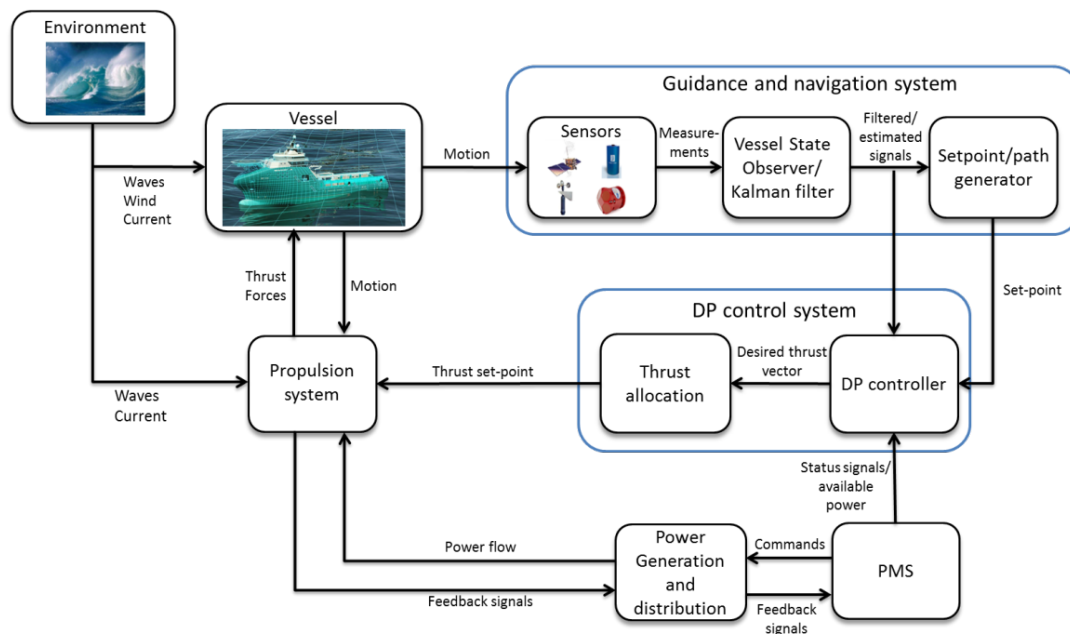 Environment
Guidance and navigation system
Vessel
Sensors
Measure-
ments
Filtered/
estimated
signals
Motion
Vessel State
Observer/
Kalman filter
Setpoint/path
generator
Waves
Wind
Current
Thrust
Forces
Motion
Set-point
DP control system
Propulsion
system
Thrust set-point
Thrust
allocation
Desired thrust
vector
DP controller
Waves
Current
Status signals/
available
power
Power flow
Power
Generation
and
distribution
Commands
PMS
Feedback signals
Feedback
signals